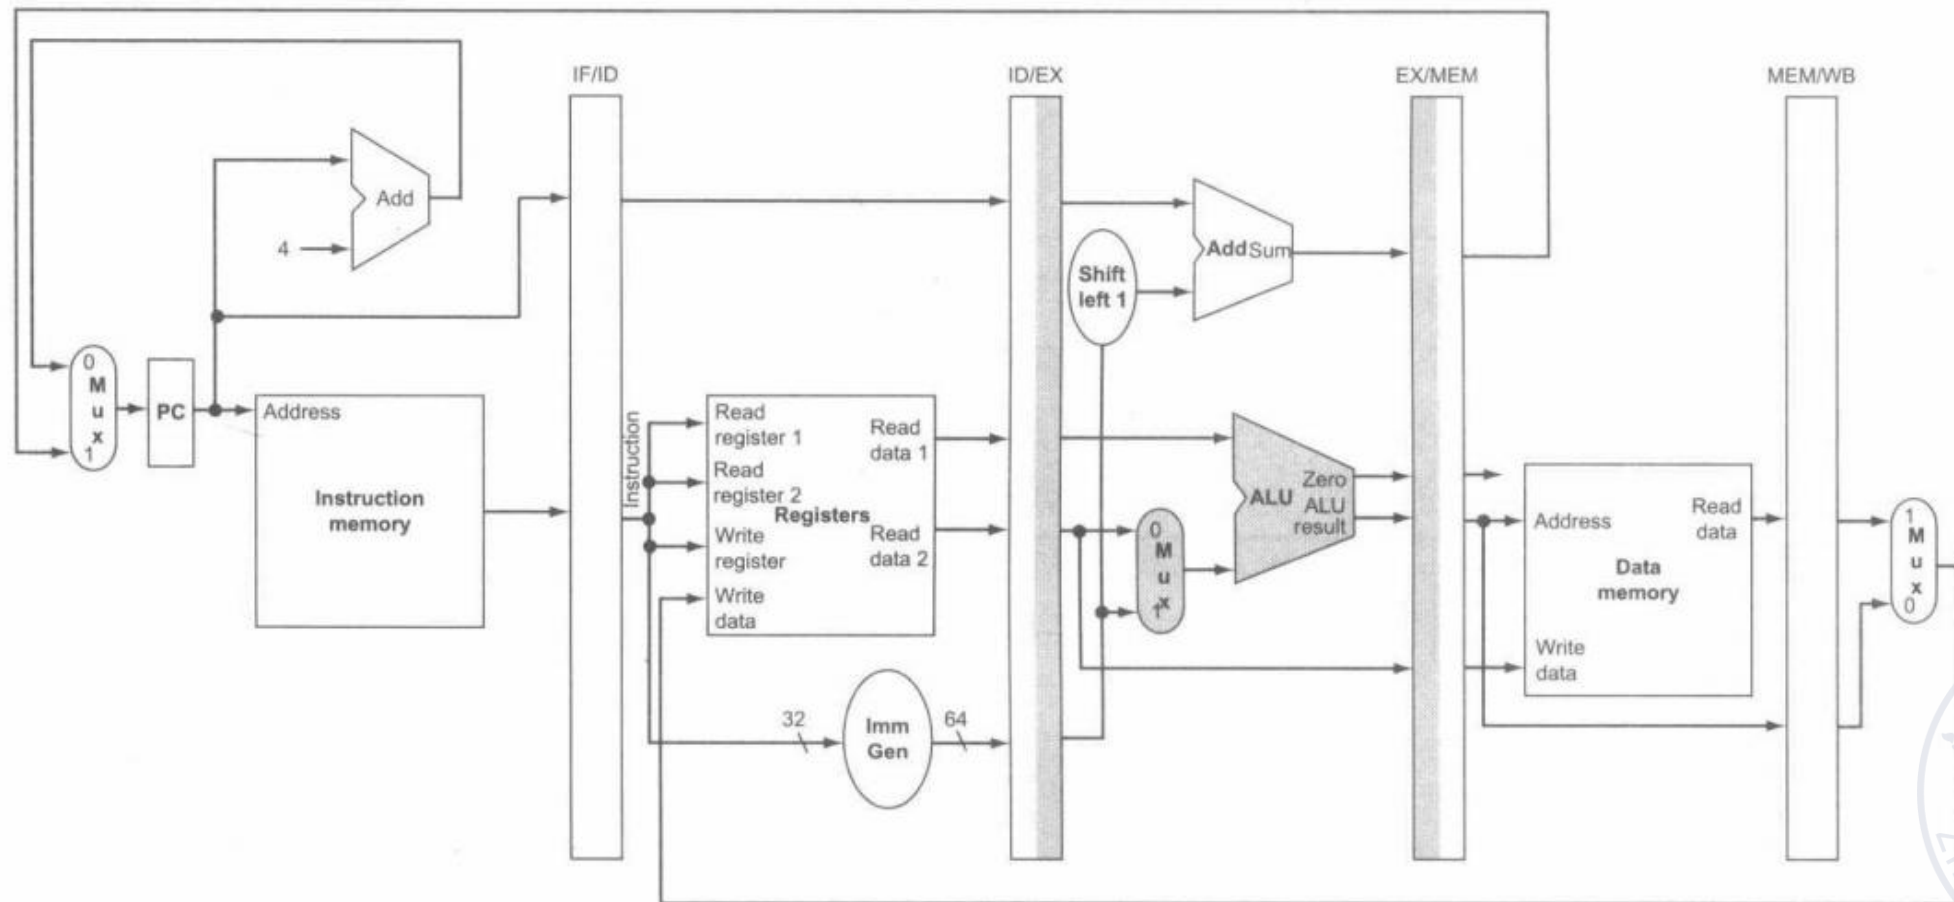 IF/ID
ID/EX
EX/MEM
MEM/WB
Add
4
Add Sum
Shift
left 1
0
M
u
x
1
PC
Address
Instruction
memory
Instruction
Read
register 1
Read
register 2
Registers
Write
register
Write
data
Read
data 1
Read
data 2
0
M
u
x
1
Zero
ALU
ALU
result
Address
Read
data
Data
memory
Write
data
1
M
u
x
0
32
Imm
Gen
64